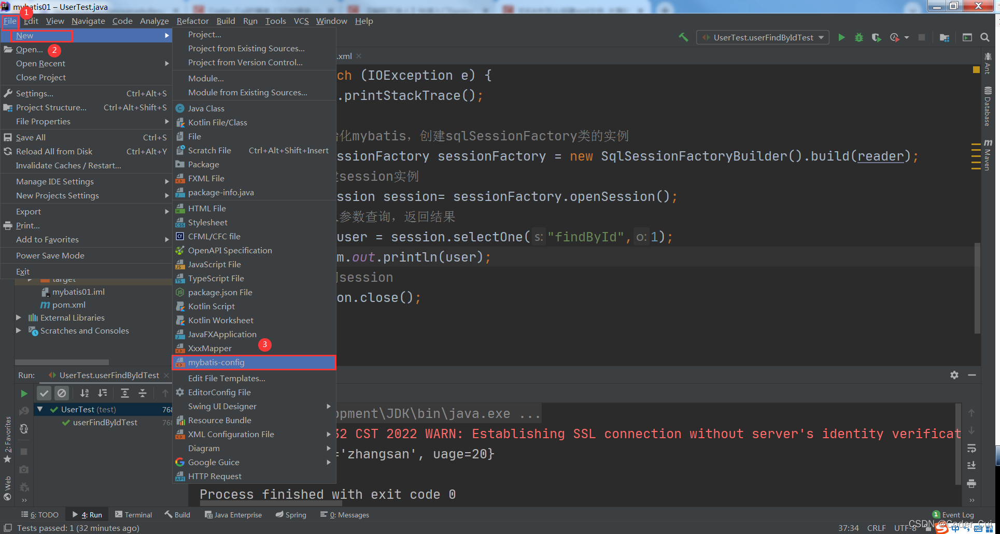 mybatis01 – UserTest.java
1
File Edit View Navigate Code Analyze Refactor Build Run Tools VCS Window Help
New
2
Open...
Open Recent
Close Project
Settings... Ctrl+Alt+S
Project Structure... Ctrl+Alt+Shift+S
File Properties
Save All Ctrl+S
Reload All from Disk Ctrl+Alt+Y
Invalidate Caches / Restart...
Manage IDE Settings
New Projects Settings
Export
Print...
Add to Favorites
Power Save Mode
Exit
Project...
Project from Existing Sources...
Project from Version Control...
Module...
Module from Existing Sources...
Java Class
Kotlin File/Class
File
Scratch File Ctrl+Alt+Shift+Insert
Package
FXML File
package-info.java
HTML File
Stylesheet
CFML/CFC file
OpenAPI Specification
JavaScript File
TypeScript File
package.json File
Kotlin Script
Kotlin Worksheet
JavaFXApplication
XxxMapper
3
mybatis-config
Edit File Templates...
EditorConfig File
Swing UI Designer
Resource Bundle
XML Configuration File
Diagram
Google Guice
HTTP Request
UserTest.userFindByIdTest
.xml
ch (IOException e) {
.printStackTrace();
化mybatis，创建sqlSessionFactory类的实例
ssionFactory sessionFactory = new SqlSessionFactoryBuilder().build(reader);
session实例
ssion session= sessionFactory.openSession();
参数查询，返回结果
user = session.selectOne( s: "findById", o: 1);
m.out.println(user);
session
on.close();
Ant
Database
Maven
target
mybatis01.iml
pom.xml
External Libraries
Scratches and Consoles
Run: UserTest.userFindByIdTest
UserTest (test) 768
userFindByIdTest 768
opment\JDK\bin\java.exe ...
32 CST 2022 WARN: Establishing SSL connection without server's identity verificat
='zhangsan', uage=20}
Process finished with exit code 0
2: Favorites
Web
6: TODO 4: Run Terminal Build Java Enterprise Spring 0: Messages
1 Event Log
Tests passed: 1 (32 minutes ago)
37:34 CRLF UTF-8
CSDN @Coder_Cui
中